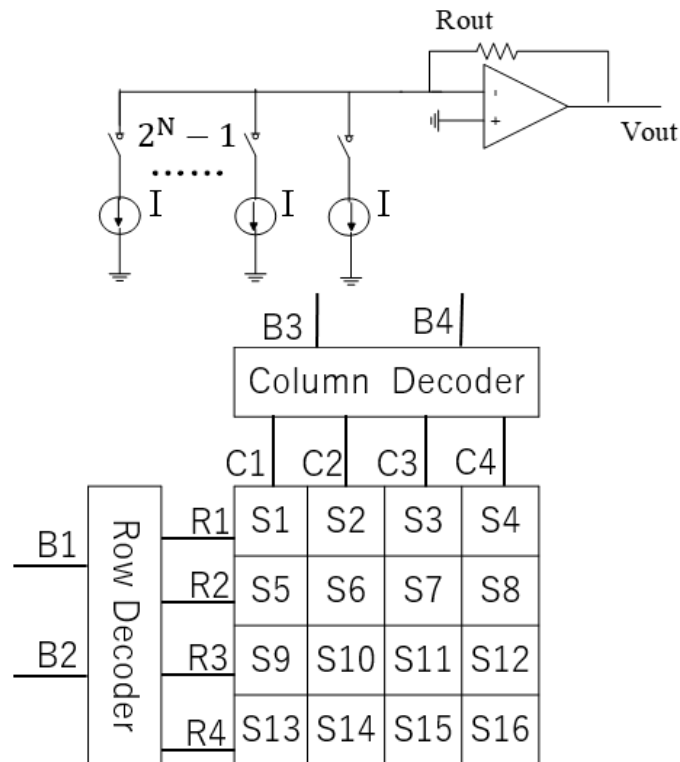 Rout
2^N − 1
......
I I I
-
+
Vout
B3 B4
Column Decoder
C1 C2 C3 C4
B1
B2
Row Decoder
R1 S1 S2 S3 S4
R2 S5 S6 S7 S8
R3 S9 S10 S11 S12
R4 S13 S14 S15 S16